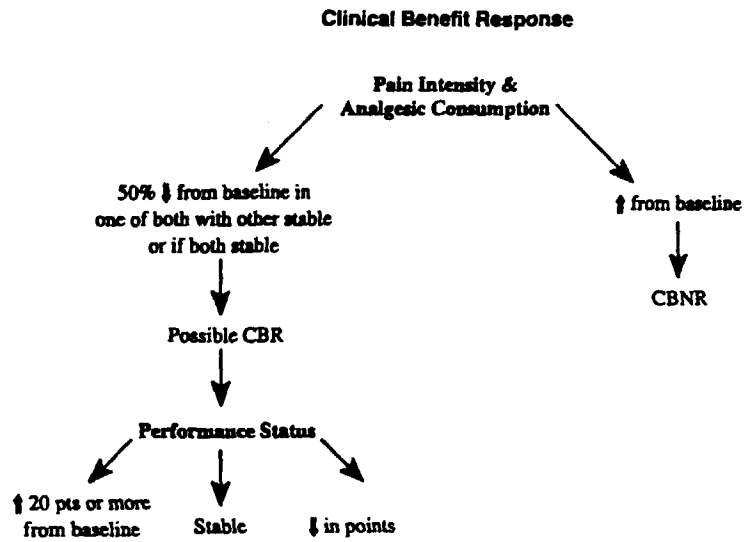 Clinical Benefit Response
Pain Intensity &
Analgesic Consumption
50% ⬇ from baseline in
one of both with other stable
or if both stable
⬆ from baseline
CBNR
Possible CBR
Performance Status
⬆ 20 pts or more
from baseline
Stable
⬇ in points